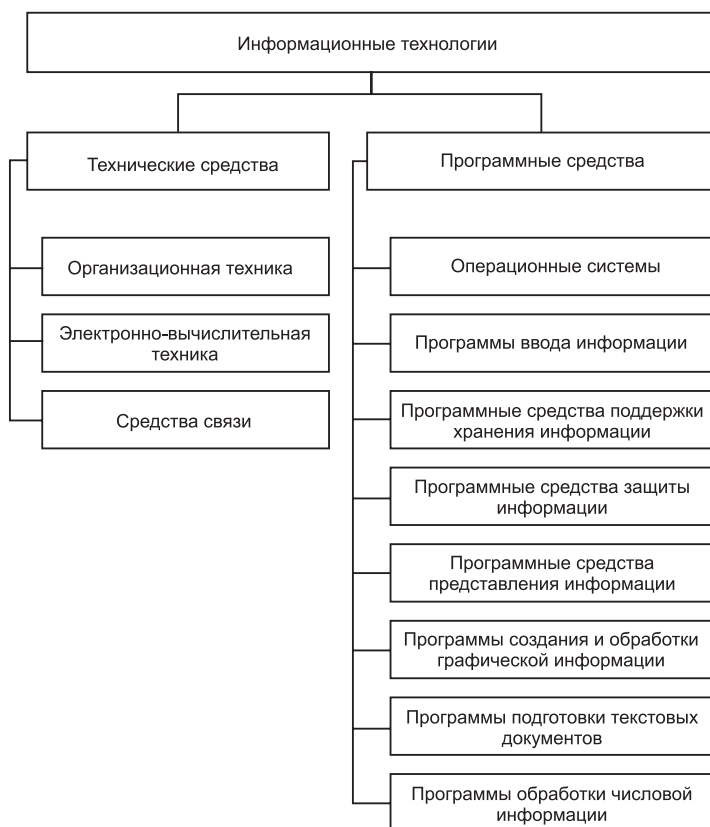 Информационные технологии
Технические средства
Организационная техника
Электронно-вычислительная
техника
Средства связи
Программные средства
Операционные системы
Программы ввода информации
Программные средства поддержки
хранения информации
Программные средства защиты
информации
Программные средства
представления информации
Программы создания и обработки
графической информации
Программы подготовки текстовых
документов
Программы обработки числовой
информации